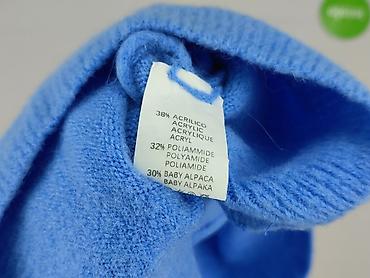 38% ACRILICO
ACRYLIC
ACRYLIQUE
ACRYL
32% POLIAMMIDE
POLYAMIDE
POLIAMIDE
30% BABY ALPACA
BABY ALPAKA